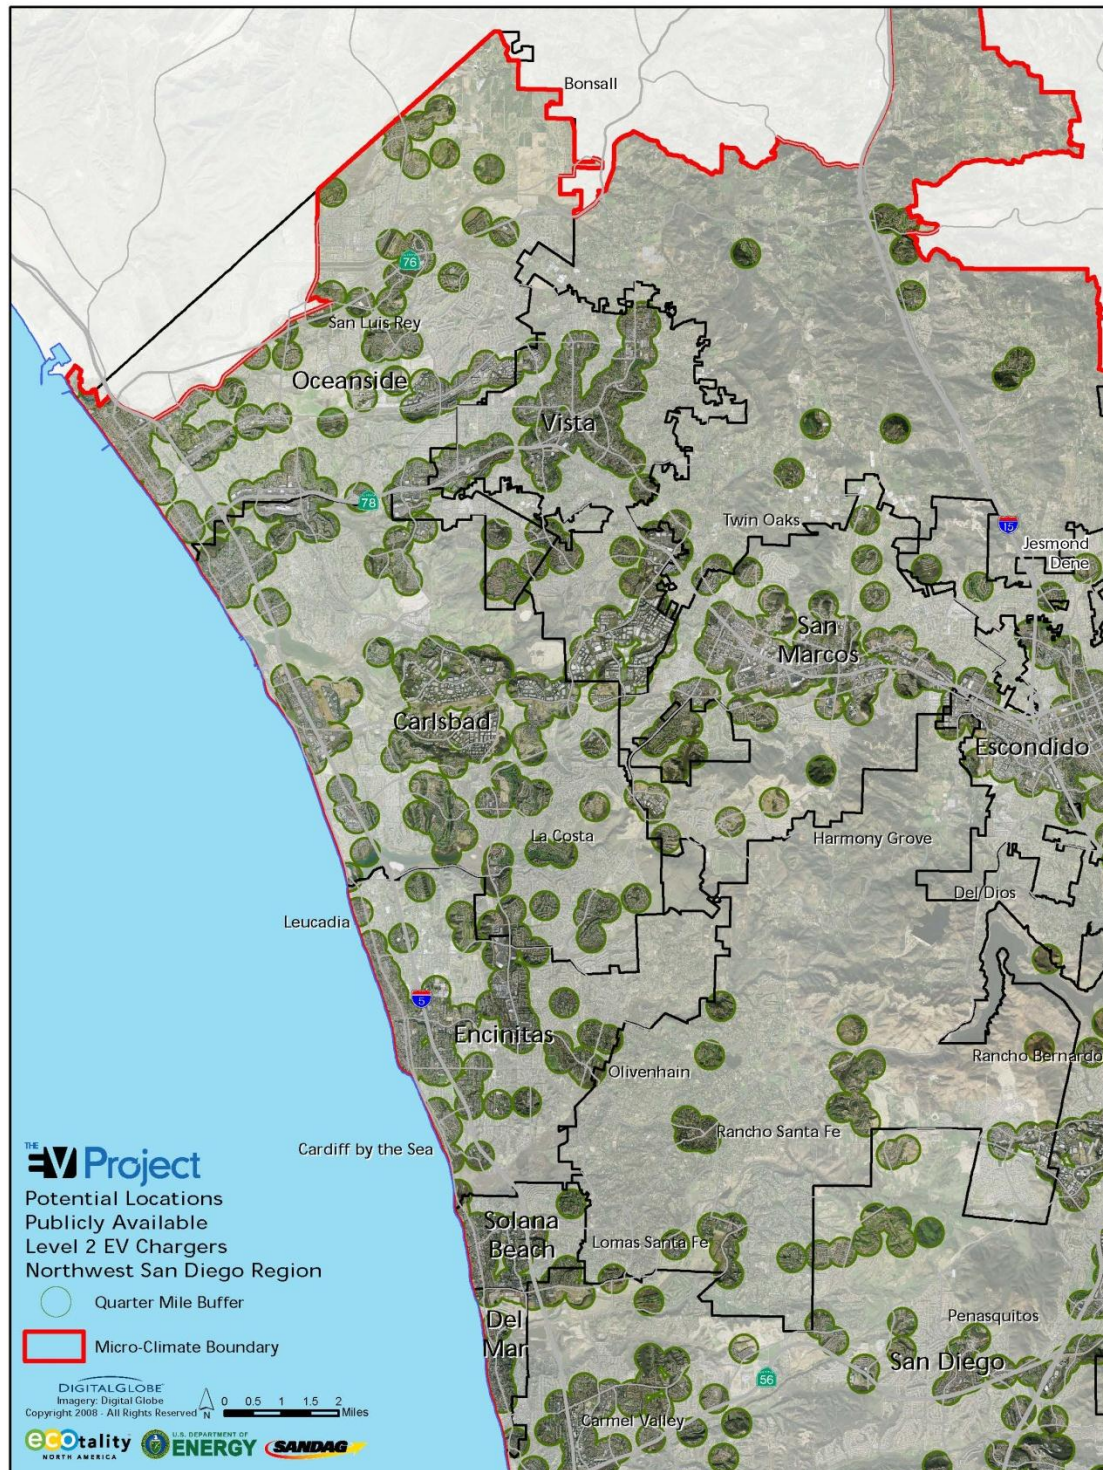 Bonsall
76
San Luis Rey
Oceanside
Vista
78
Twin Oaks
15
Jesmond
Dene
San
Marcos
Carlsbad
Escondido
La Costa
Harmony Grove
Del Dios
Leucadia
5
Encinitas
Rancho Bernardo
Olivenhain
Rancho Santa Fe
Cardiff by the Sea
THE
EV Project
Potential Locations
Publicly Available
Level 2 EV Chargers
Northwest San Diego Region
Quarter Mile Buffer
Micro-Climate Boundary
Solana
Beach
Lomas Santa Fe
Del
Mar
Penasquitos
San Diego
56
Carmel Valley
DIGITALGLOBE
Imagery: Digital Globe
Copyright 2008 - All Rights Reserved
N
0 0.5 1 1.5 2
Miles
ecotality
NORTH AMERICA
U.S. DEPARTMENT OF
ENERGY
SANDAG